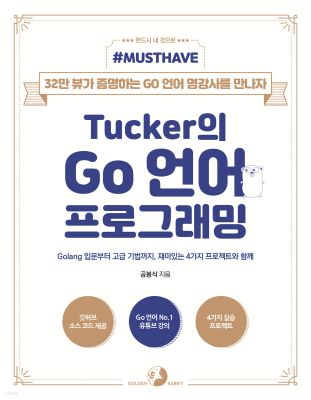 ★★★ 반드시 내 것으로 ★★★
#MUSTHAVE
32만 뷰가 증명하는 GO 언어 명강사를 만나자
Tucker의
Go 언어
프로그래밍
Golang 입문부터 고급 기법까지, 재미있는 4가지 프로젝트와 함께
공봉식 지음
깃허브
소스 코드 제공
Go 언어 No.1
유튜브 강의
4가지 실습
프로젝트
GOLDEN RABBIT